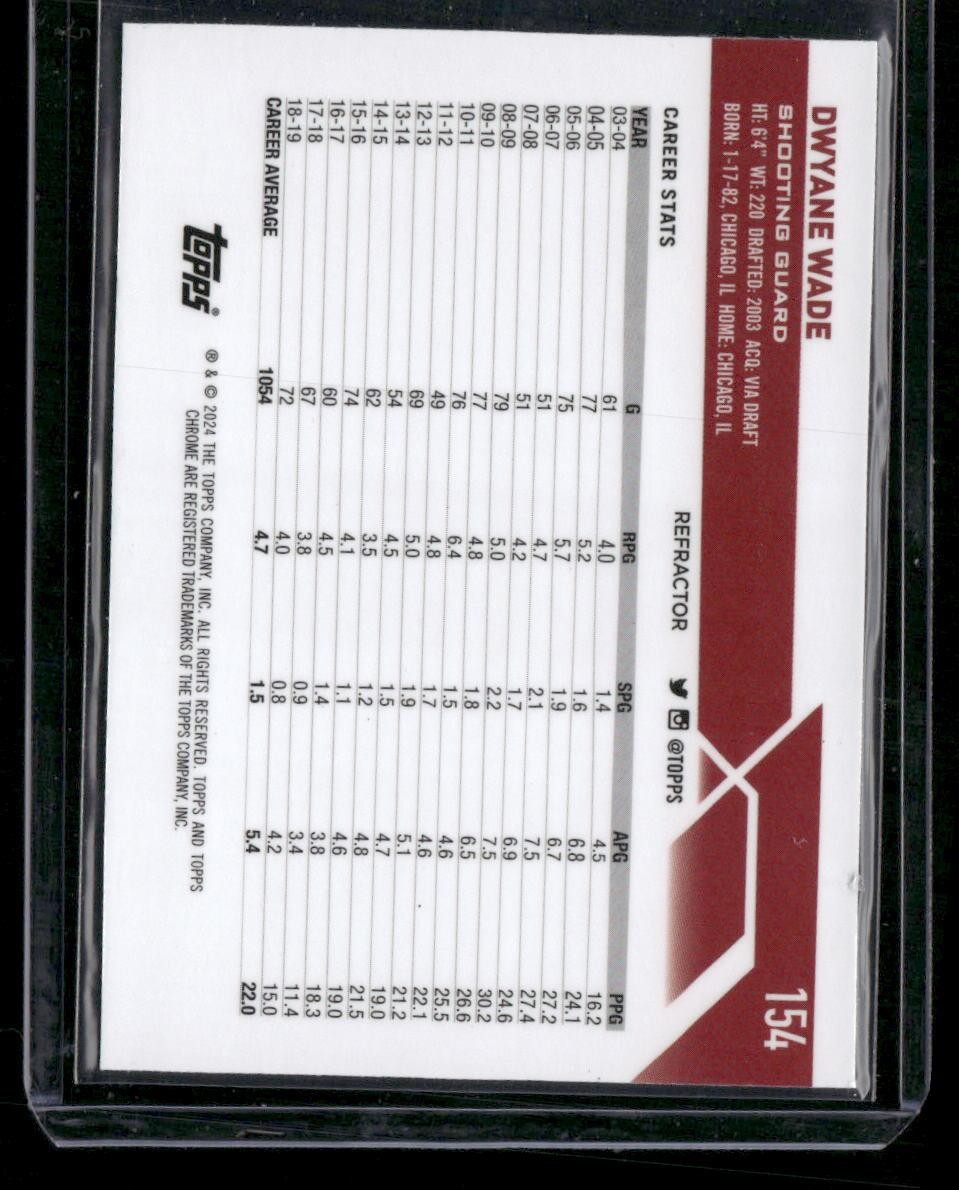 DWYANE WADE
SHOOTING GUARD
154
HT: 6'4" WT: 220 DRAFTED: 2003 ACQ: VIA DRAFT
BORN: 1-17-82, CHICAGO, IL HOME: CHICAGO, IL
CAREER STATS REFRACTOR @TOPPS
YEAR G RPG SPG APG PPG
03-04 61 4.0 1.4 4.5 16.2
04-05 77 5.2 1.6 6.8 24.1
05-06 75 5.7 1.9 6.7 27.2
06-07 51 4.7 2.1 7.5 27.4
07-08 51 4.2 1.7 6.9 24.6
08-09 79 5.0 2.2 7.5 30.2
09-10 77 4.8 1.8 6.5 26.6
10-11 76 6.4 1.5 4.6 25.5
11-12 49 4.8 1.7 4.6 22.1
12-13 69 5.0 1.9 5.1 21.2
13-14 54 4.5 1.5 4.7 19.0
14-15 62 3.5 1.2 4.8 21.5
15-16 74 4.1 1.1 4.6 19.0
16-17 60 4.5 1.4 3.8 18.3
17-18 67 3.8 0.9 3.4 11.4
18-19 72 4.0 0.8 4.2 15.0
CAREER AVERAGE 1054 4.7 1.5 5.4 22.0
topps®
® & © 2024 THE TOPPS COMPANY, INC. ALL RIGHTS RESERVED. TOPPS AND TOPPS
CHROME ARE REGISTERED TRADEMARKS OF THE TOPPS COMPANY, INC.